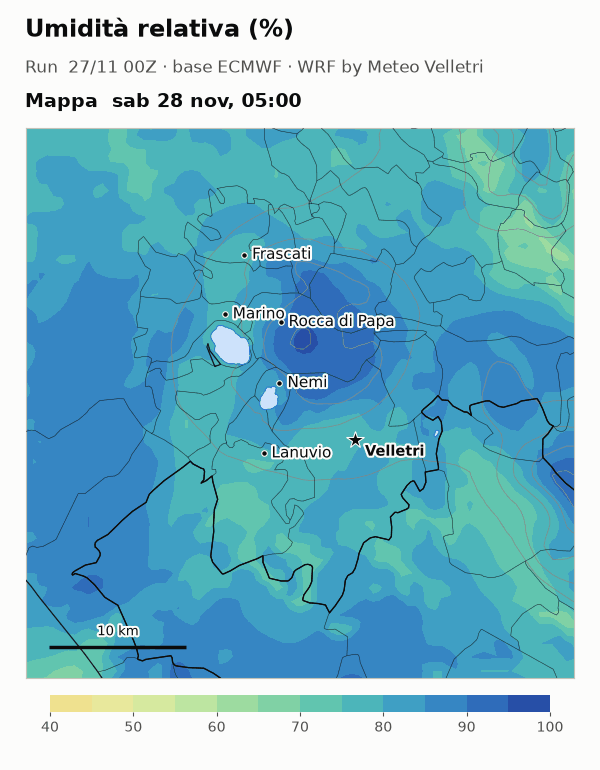 Umidità relativa (%)
Run  27/11 00Z · base ECMWF · WRF by Meteo Velletri
Mappa  sab 28 nov, 05:00
Frascati
Marino
Rocca di Papa
Nemi
Velletri
Lanuvio
10 km
40 50 60 70 80 90 100